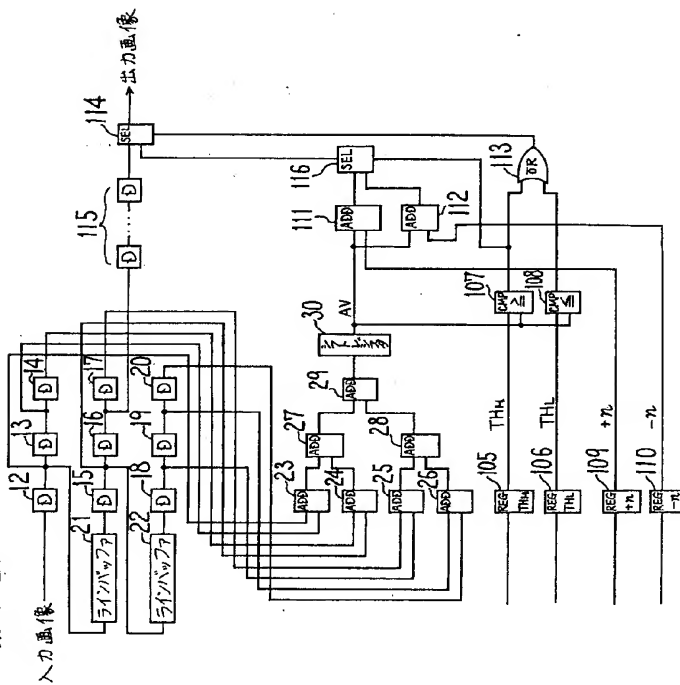 入力画像
12 D
13 D
14 D
21 ラインバッファ
15 D
16 D
17 D
22 ラインバッファ
18 D
19 D
20 D
115
D ..... D
114 SEL
出力画像
23 ADD
24 ADD
25 ADD
26 ADD
27 ADD
28 ADD
29 ADD
30
AV
111 ADD
112 ADD
116 SEL
105 REG THH
THH
107 CMP ≧
106 REG THL
THL
108 CMP ≦
113 OR
109 REG +n
+n
110 REG -n
-n